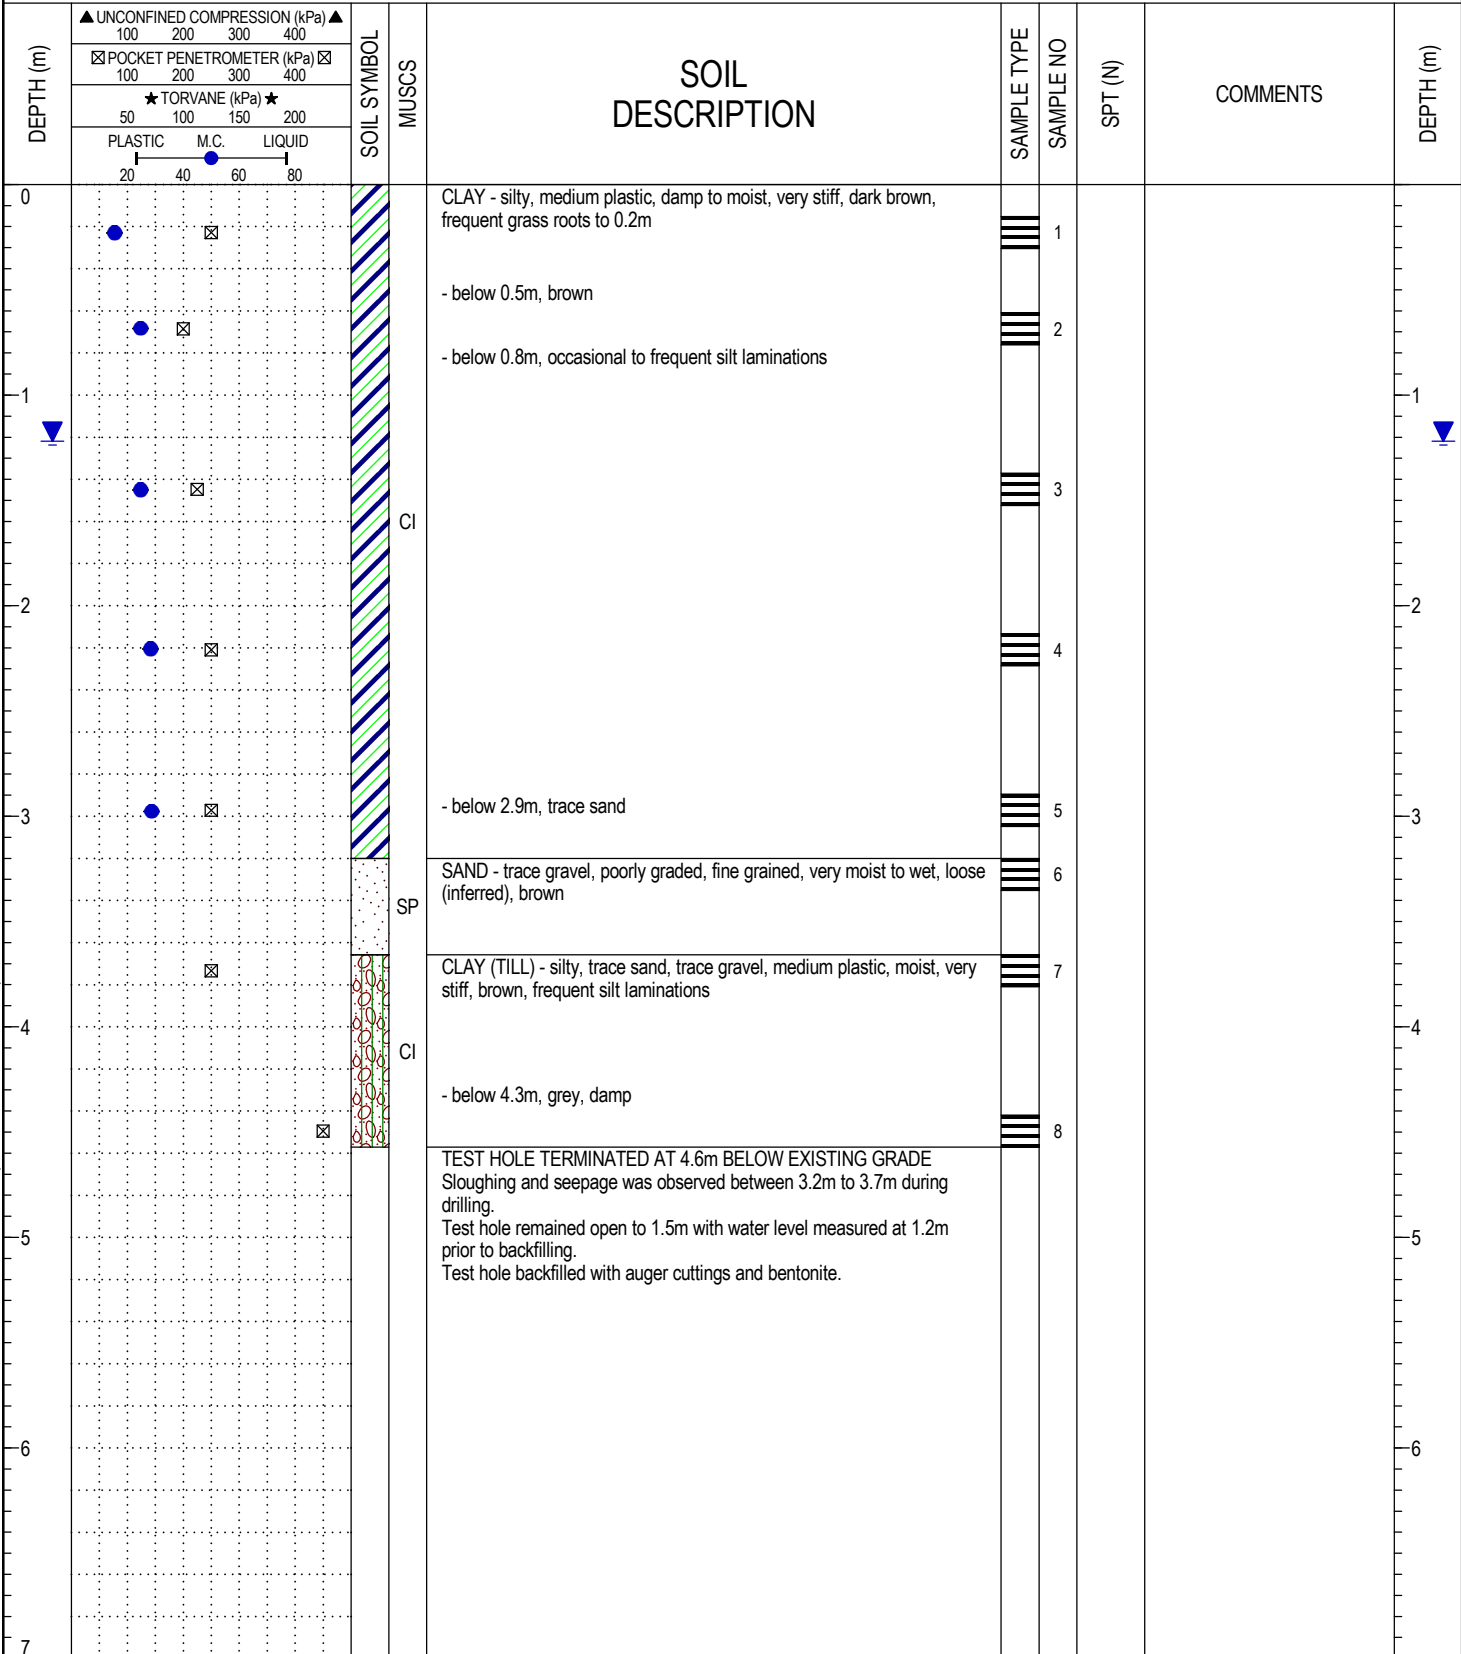 DEPTH (m)
▲ UNCONFINED COMPRESSION (kPa) ▲
100 200 300 400
☒ POCKET PENETROMETER (kPa) ☒
100 200 300 400
★ TORVANE (kPa) ★
50 100 150 200
PLASTIC M.C. LIQUID
20 40 60 80
SOIL SYMBOL
MUSCS
SOIL
DESCRIPTION
SAMPLE TYPE
SAMPLE NO
SPT (N)
COMMENTS
DEPTH (m)
0
CLAY - silty, medium plastic, damp to moist, very stiff, dark brown,
frequent grass roots to 0.2m
1
- below 0.5m, brown
2
- below 0.8m, occasional to frequent silt laminations
1
1
3
CI
2
2
4
- below 2.9m, trace sand
5
3
3
SAND - trace gravel, poorly graded, fine grained, very moist to wet, loose
(inferred), brown
6
SP
CLAY (TILL) - silty, trace sand, trace gravel, medium plastic, moist, very
stiff, brown, frequent silt laminations
7
4
4
CI
- below 4.3m, grey, damp
8
TEST HOLE TERMINATED AT 4.6m BELOW EXISTING GRADE
Sloughing and seepage was observed between 3.2m to 3.7m during
drilling.
Test hole remained open to 1.5m with water level measured at 1.2m
prior to backfilling.
Test hole backfilled with auger cuttings and bentonite.
5
5
6
6
7